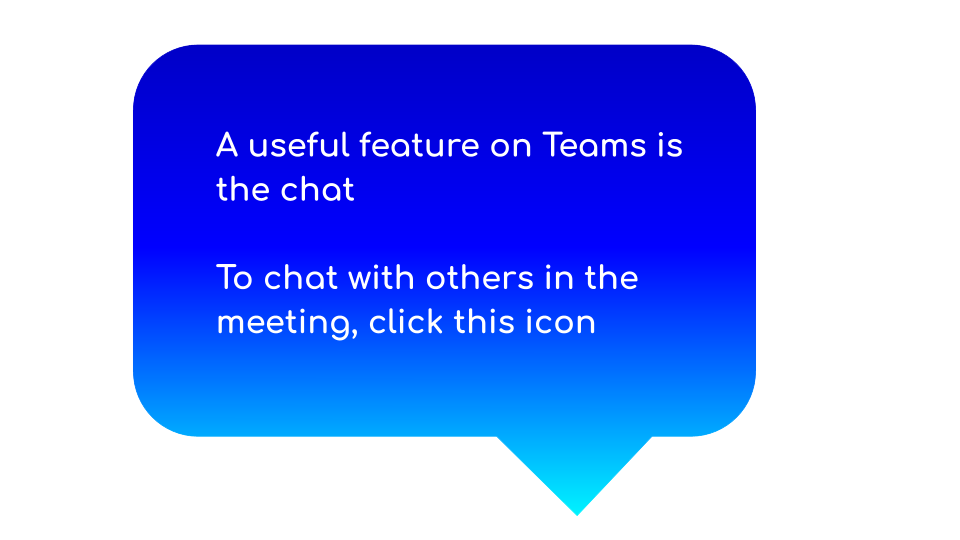 A useful feature on Teams is
the chat
To chat with others in the
meeting, click this icon